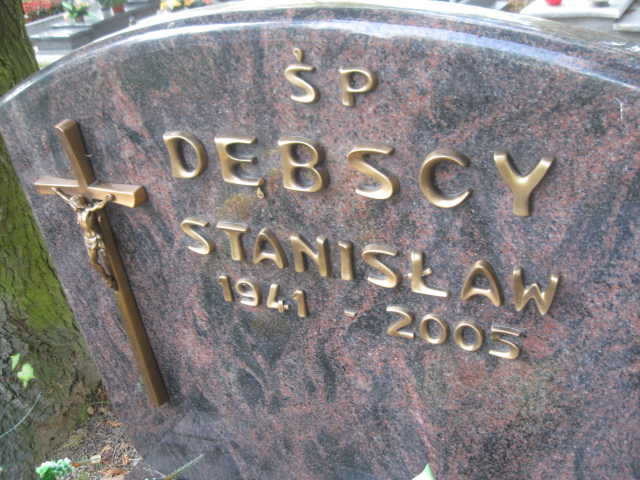 ŚP
DĘBSCY
STANISŁAW
1941 - 2005